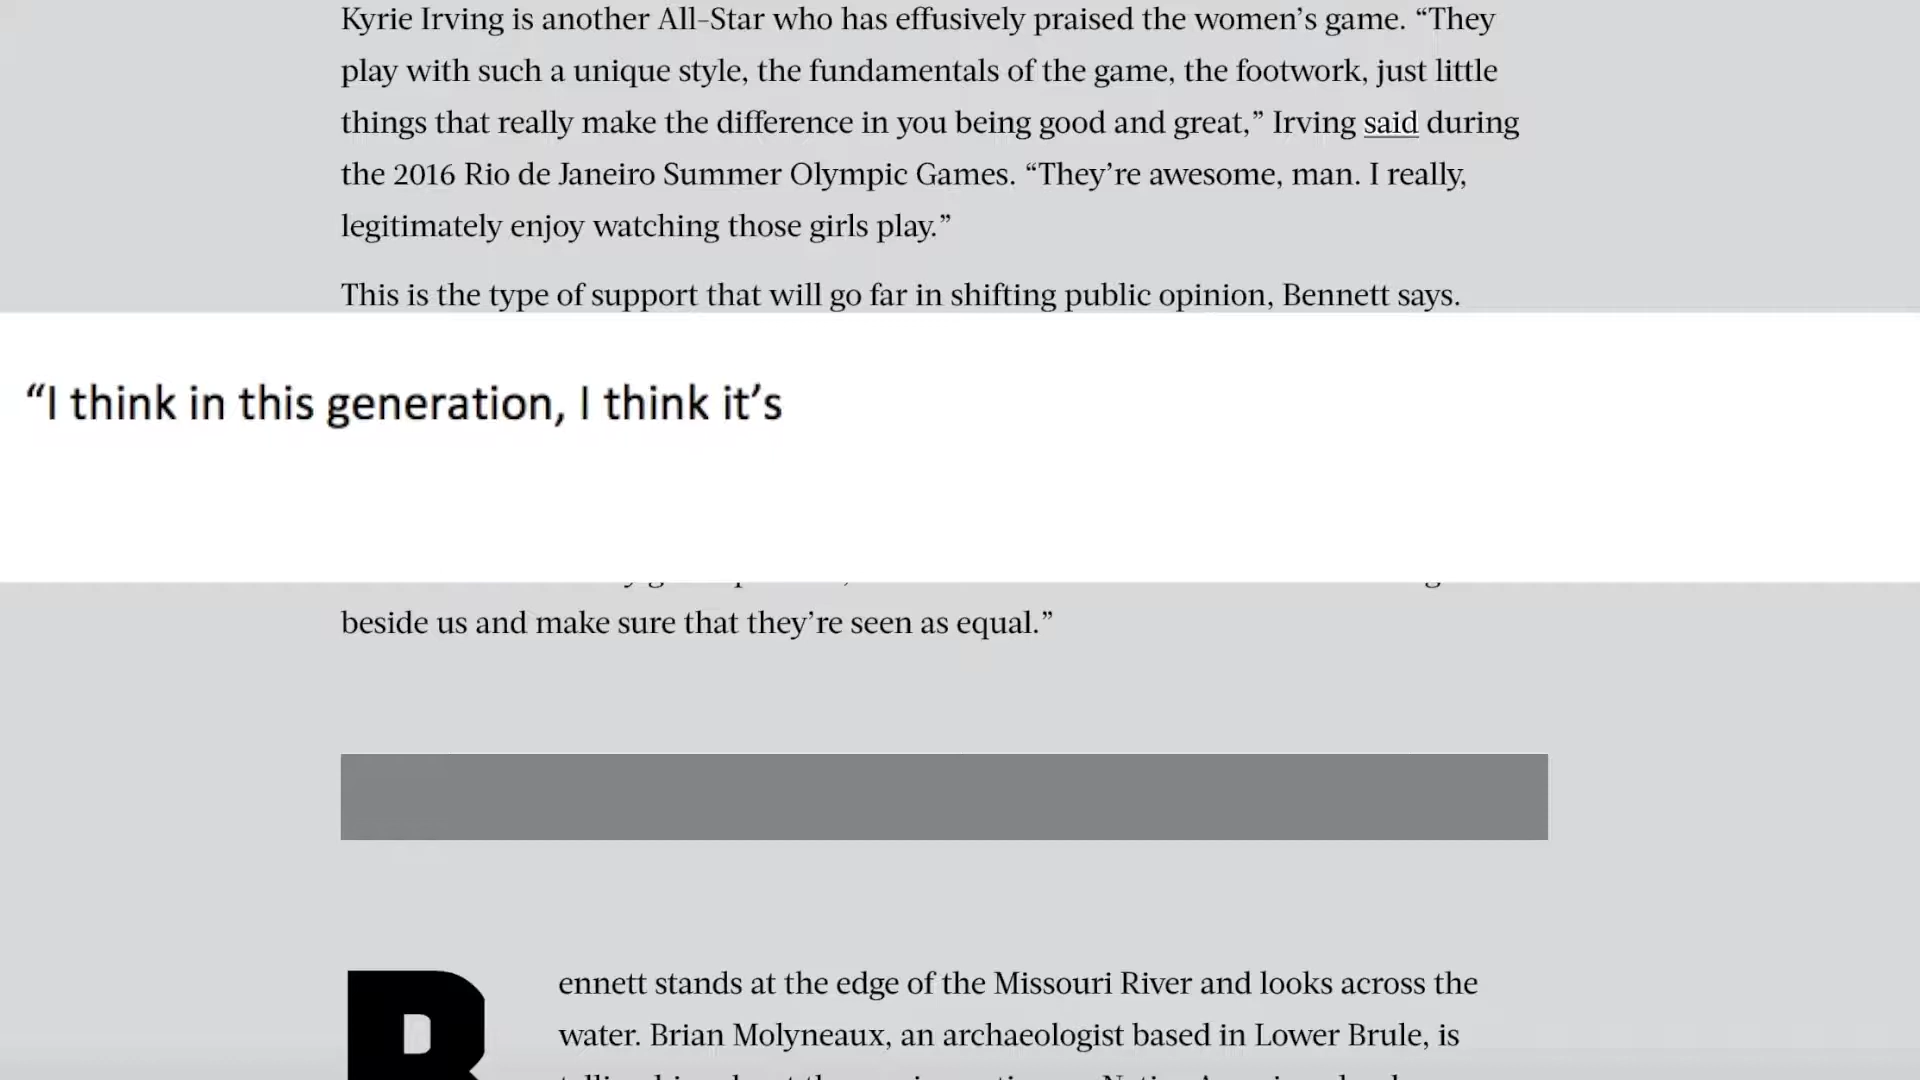 Kyrie Irving is another All-Star who has effusively praised the women’s game. “They
play with such a unique style, the fundamentals of the game, the footwork, just little
things that really make the difference in you being good and great,” Irving said during
the 2016 Rio de Janeiro Summer Olympic Games. “They’re awesome, man. I really,
legitimately enjoy watching those girls play.”
This is the type of support that will go far in shifting public opinion, Bennett says.
“I think in this generation, I think it’s
beside us and make sure that they’re seen as equal.”
Bennett stands at the edge of the Missouri River and looks across the
water. Brian Molyneaux, an archaeologist based in Lower Brule, is